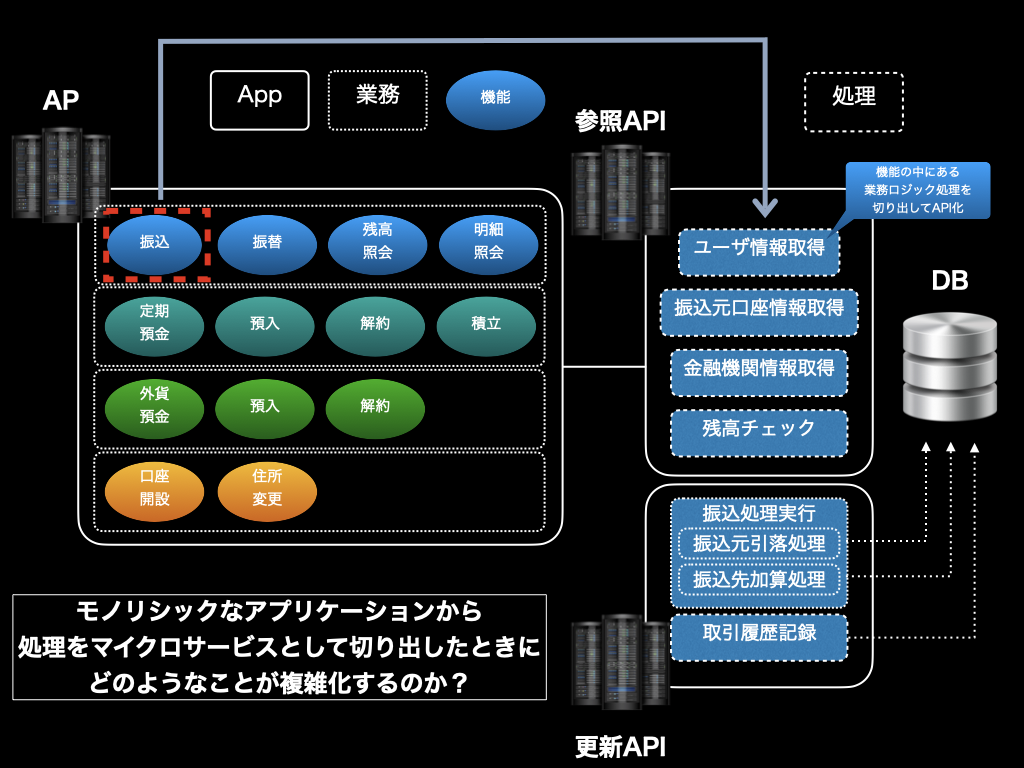 AP
App
業務
機能
参照API
処理
機能の中にある
業務ロジック処理を
切り出してAPI化
振込
振替
残高
照会
明細
照会
定期
預金
預入
解約
積立
外貨
預金
預入
解約
口座
開設
住所
変更
ユーザ情報取得
振込元口座情報取得
金融機関情報取得
残高チェック
DB
振込処理実行
振込元引落処理
振込先加算処理
取引履歴記録
更新API
モノリシックなアプリケーションから
処理をマイクロサービスとして切り出したときに
どのようなことが複雑化するのか？